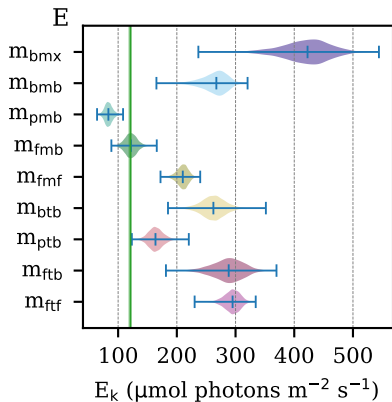 E
m_bmx
m_bmb
m_pmb
m_fmb
m_fmf
m_btb
m_ptb
m_ftb
m_ftf
100 200 300 400 500
E_k (μmol photons m⁻² s⁻¹)